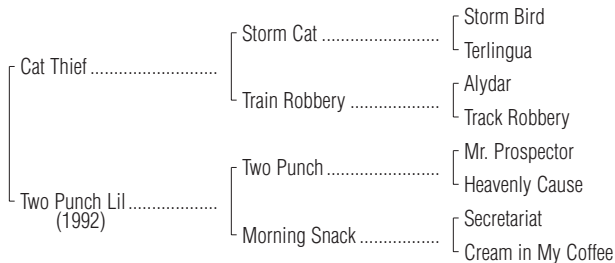 Storm Bird
Storm Cat ......................
Terlingua
Cat Thief ........................
Alydar
Train Robbery .................
Track Robbery
Mr. Prospector
Two Punch .....................
Heavenly Cause
Two Punch Lil .................
(1992)
Secretariat
Morning Snack ...............
Cream in My Coffee